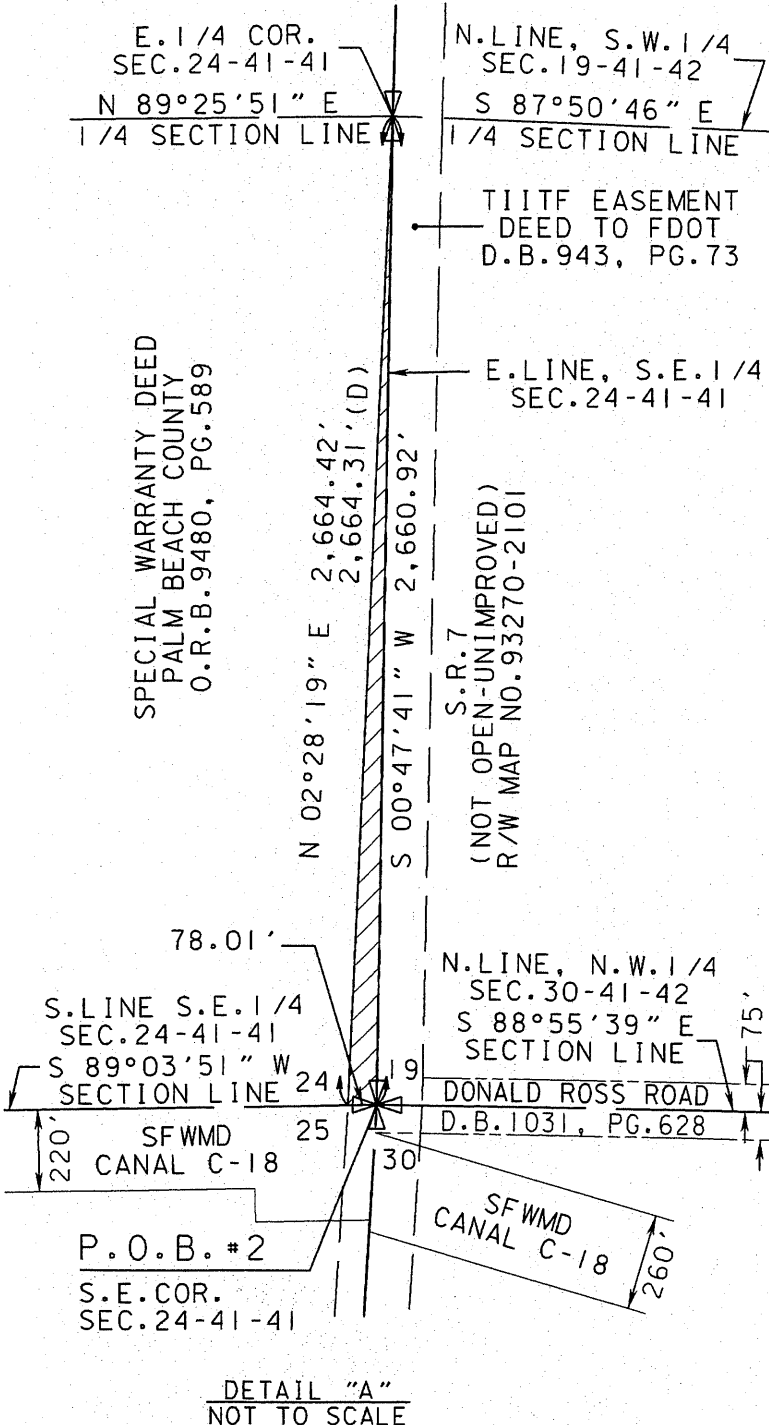 E.1/4 COR.
SEC.24-41-41
N.LINE, S.W.1/4
SEC.19-41-42
N 89°25'51" E
1/4 SECTION LINE
S 87°50'46" E
1/4 SECTION LINE
TIITF EASEMENT
DEED TO FDOT
D.B.943, PG.73
E.LINE, S.E.1/4
SEC.24-41-41
SPECIAL WARRANTY DEED
PALM BEACH COUNTY
O.R.B.9480, PG.589
N 02°28'19" E 2,664.42'
2,664.31'(D)
S 00°47'41" W 2,660.92'
S.R.7
(NOT OPEN-UNIMPROVED)
R/W MAP NO.93270-2101
78.01'
S.LINE S.E.1/4
SEC.24-41-41
S 89°03'51" W
SECTION LINE
24
19
25
30
N.LINE, N.W.1/4
SEC.30-41-42
S 88°55'39" E
SECTION LINE
75'
DONALD ROSS ROAD
D.B.1031, PG.628
220'
SFWMD
CANAL C-18
SFWMD
CANAL C-18
260'
P.O.B.#2
S.E.COR.
SEC.24-41-41
DETAIL "A"
NOT TO SCALE